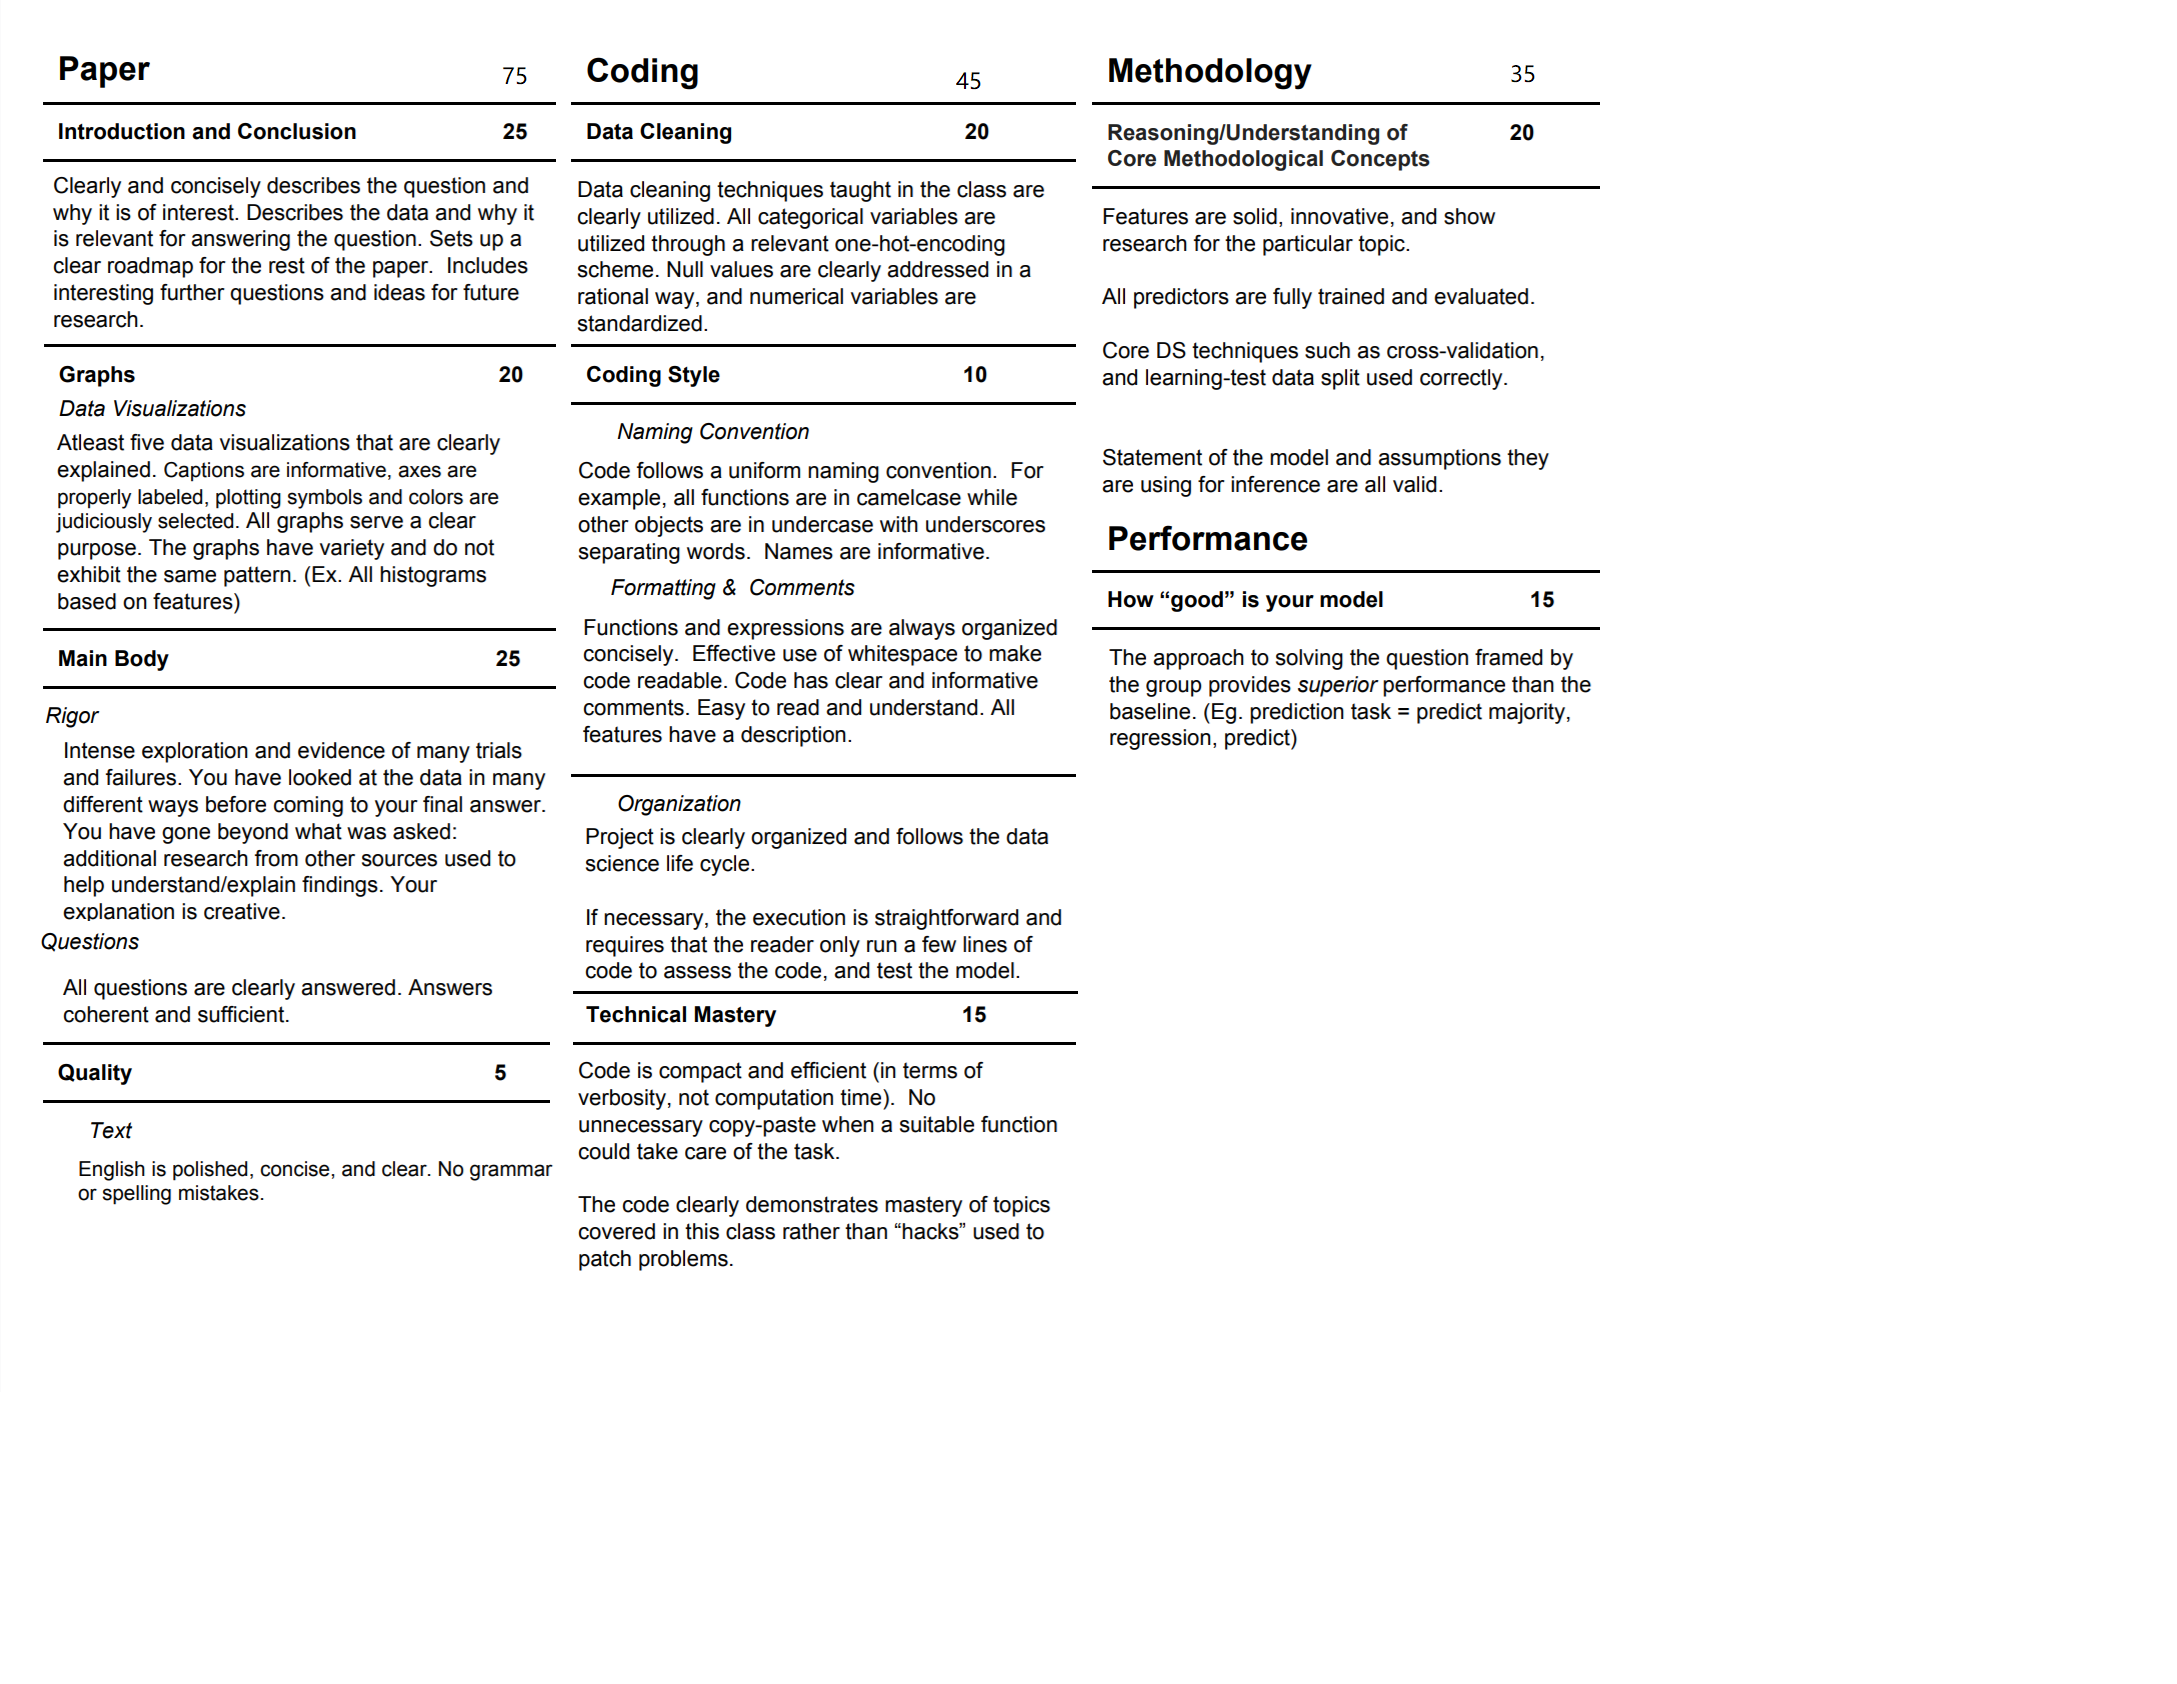 Paper 75
Introduction and Conclusion 25
Clearly and concisely describes the question and
why it is of interest. Describes the data and why it
is relevant for answering the question. Sets up a
clear roadmap for the rest of the paper.  Includes
interesting further questions and ideas for future
research.
Graphs 20
Data Visualizations
Atleast five data visualizations that are clearly
explained. Captions are informative, axes are
properly labeled, plotting symbols and colors are
judiciously selected. All graphs serve a clear
purpose. The graphs have variety and do not
exhibit the same pattern. (Ex. All histograms
based on features)
Main Body 25
Rigor
Intense exploration and evidence of many trials
and failures. You have looked at the data in many
different ways before coming to your final answer.
You have gone beyond what was asked:
additional research from other sources used to
help understand/explain findings. Your
explanation is creative.
Questions
All questions are clearly answered. Answers
coherent and sufficient.
Quality 5
Text
English is polished, concise, and clear. No grammar
or spelling mistakes.
Coding 45
Data Cleaning 20
Data cleaning techniques taught in the class are
clearly utilized. All categorical variables are
utilized through a relevant one-hot-encoding
scheme. Null values are clearly addressed in a
rational way, and numerical variables are
standardized.
Coding Style 10
Naming Convention
Code follows a uniform naming convention.  For
example, all functions are in camelcase while
other objects are in undercase with underscores
separating words.  Names are informative.
Formatting &  Comments
Functions and expressions are always organized
concisely.  Effective use of whitespace to make
code readable. Code has clear and informative
comments. Easy to read and understand. All
features have a description.
Organization
Project is clearly organized and follows the data
science life cycle.
If necessary, the execution is straightforward and
requires that the reader only run a few lines of
code to assess the code, and test the model.
Technical Mastery 15
Code is compact and efficient (in terms of
verbosity, not computation time).  No
unnecessary copy-paste when a suitable function
could take care of the task.
The code clearly demonstrates mastery of topics
covered in this class rather than “hacks” used to
patch problems.
Methodology 35
Reasoning/Understanding of 20
Core Methodological Concepts
Features are solid, innovative, and show
research for the particular topic.
All predictors are fully trained and evaluated.
Core DS techniques such as cross-validation,
and learning-test data split used correctly.
Statement of the model and assumptions they
are using for inference are all valid.
Performance
How “good” is your model 15
The approach to solving the question framed by
the group provides superior performance than the
baseline. (Eg. prediction task = predict majority,
regression, predict)